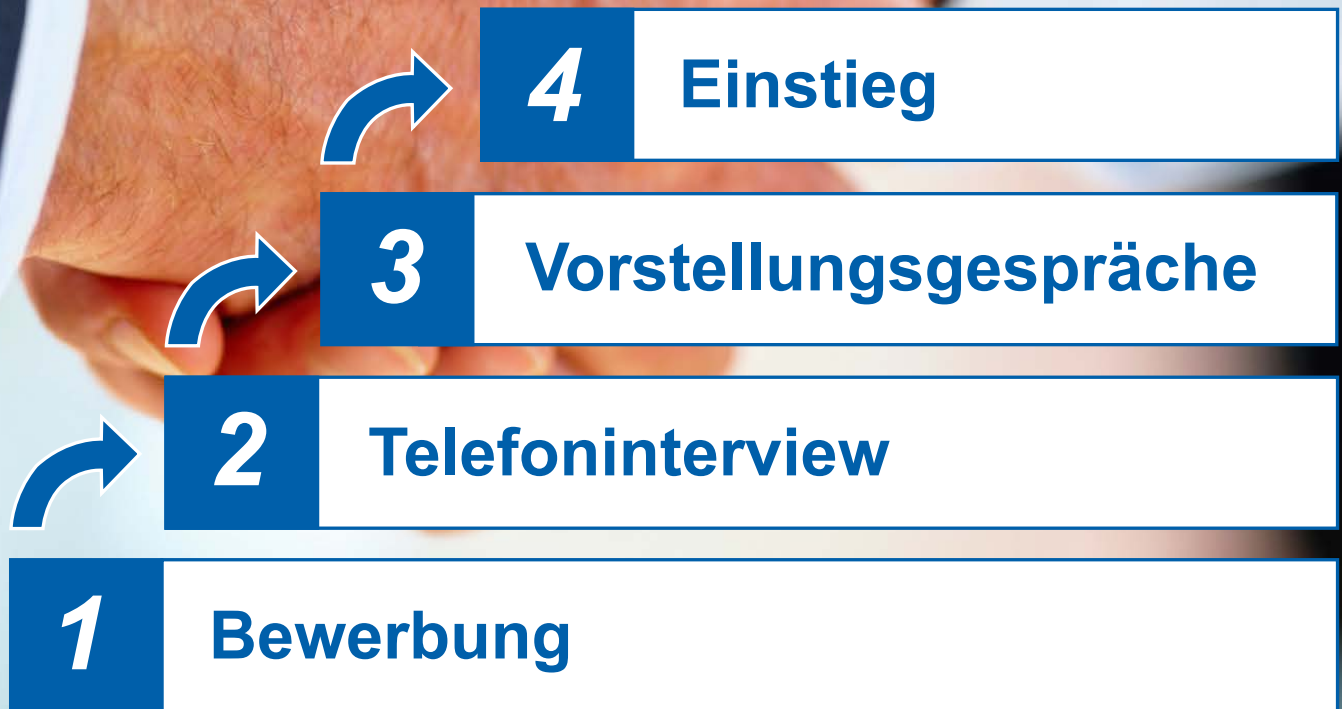 4 Einstieg
3 Vorstellungsgespräche
2 Telefoninterview
1 Bewerbung